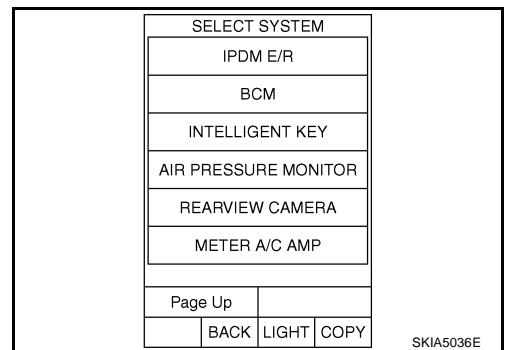 SELECT SYSTEM
IPDM E/R
BCM
INTELLIGENT KEY
AIR PRESSURE MONITOR
REARVIEW CAMERA
METER A/C AMP
Page Up
BACK LIGHT COPY
SKIA5036E